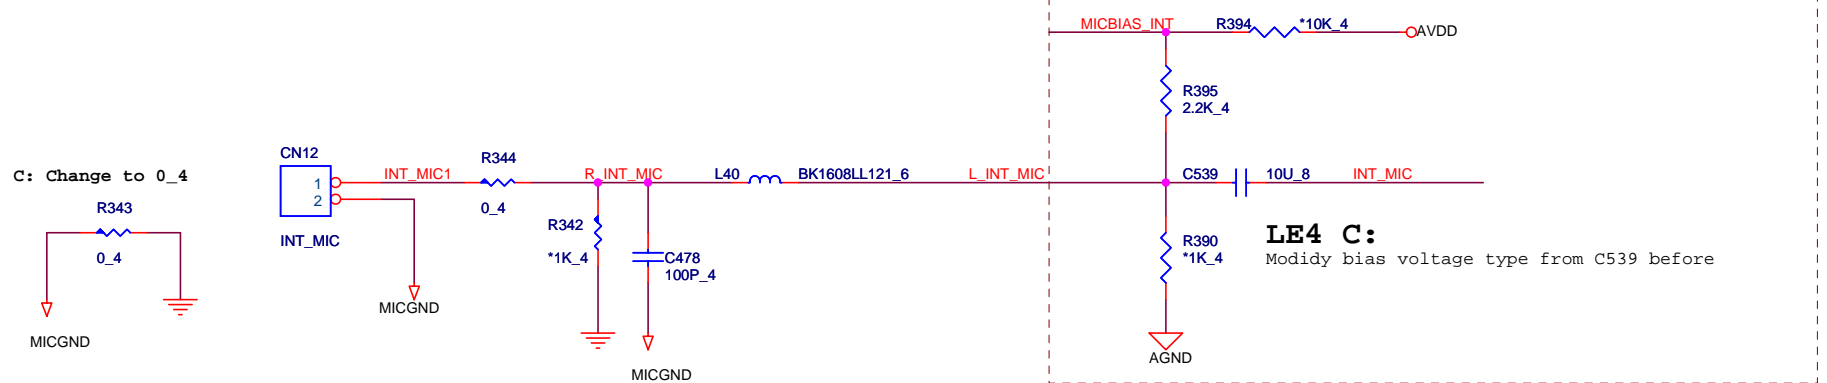 MICBIAS_INT
R394
*10K_4
AVDD
R395
2.2K_4
CN12
C: Change to 0_4
1
2
INT_MIC1
R344
0_4
R_INT_MIC
L40
BK1608LL121_6
L_INT_MIC
C539
10U_8
INT_MIC
R343
0_4
INT_MIC
R342
*1K_4
C478
100P_4
R390
*1K_4
LE4 C:
Modidy bias voltage type from C539 before
MICGND
MICGND
MICGND
AGND